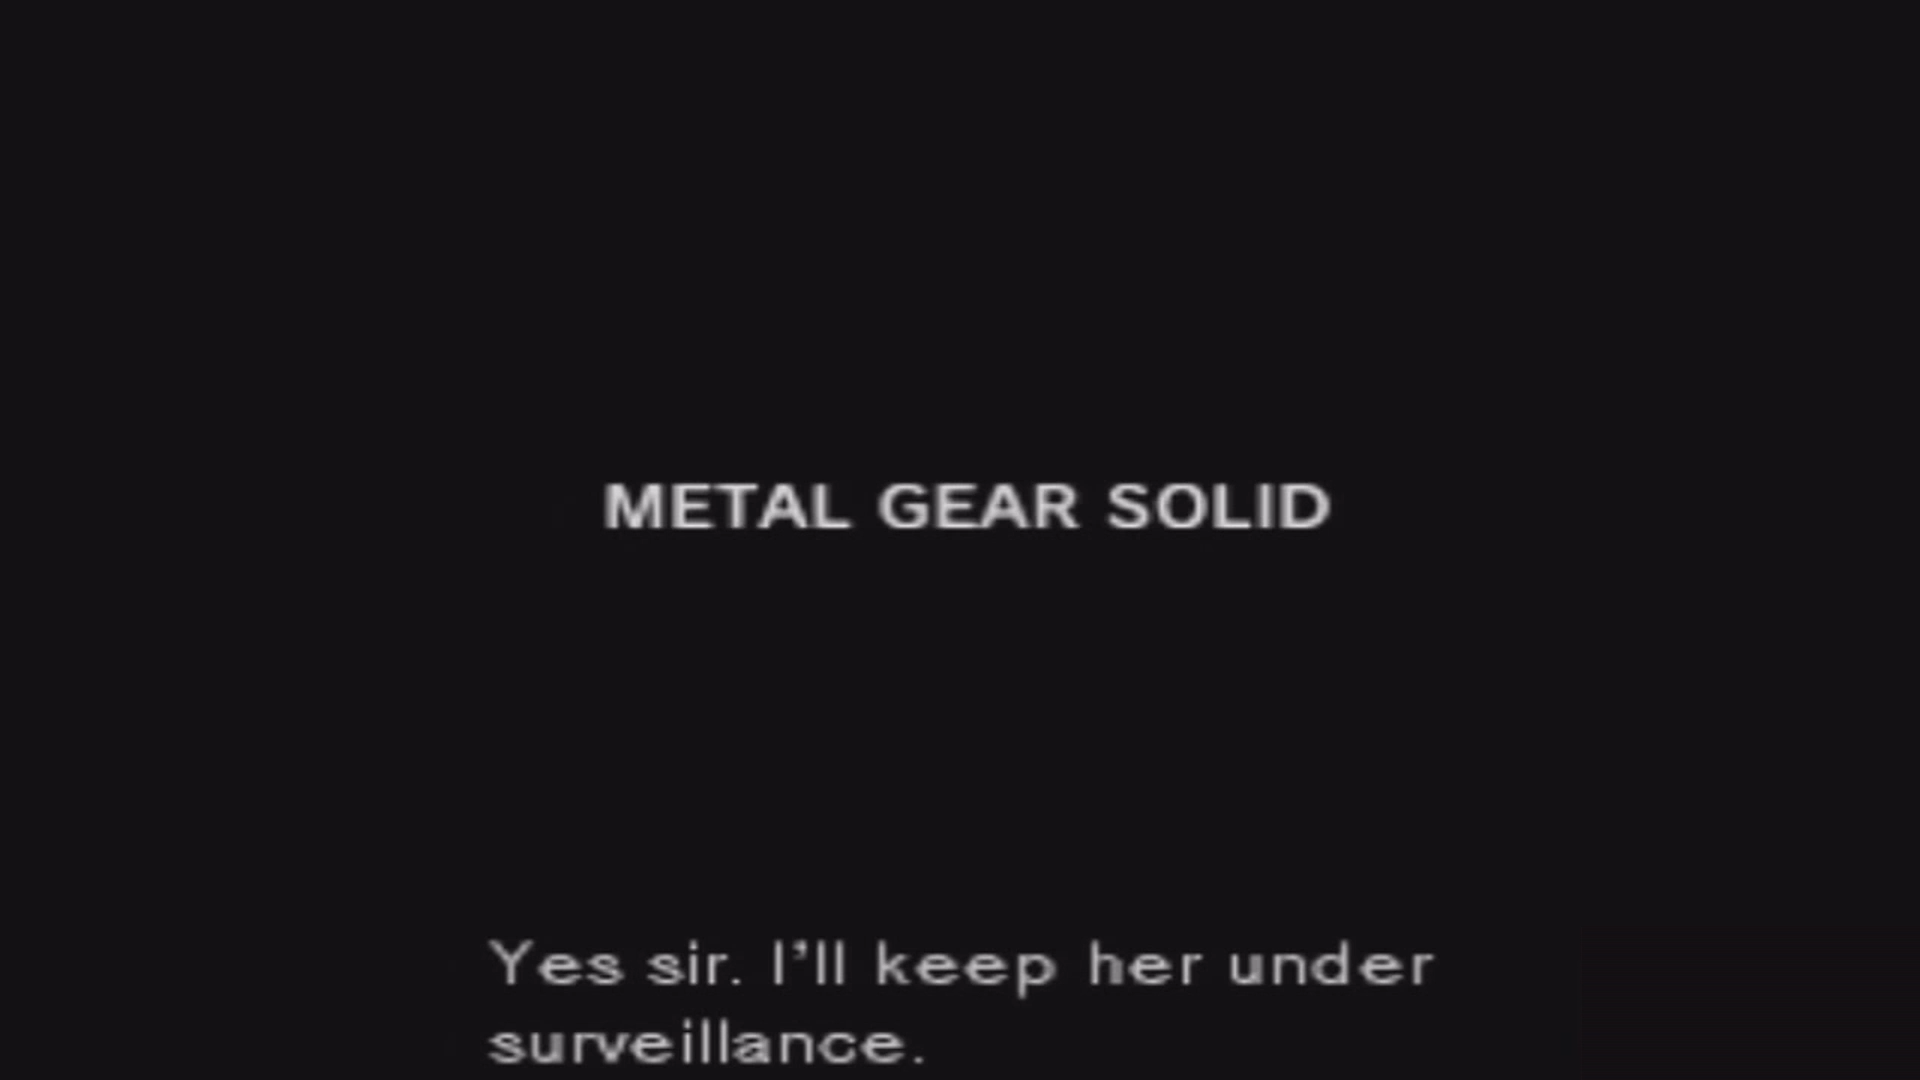 METAL GEAR SOLID
Yes sir. I’ll keep her under
surveillance.